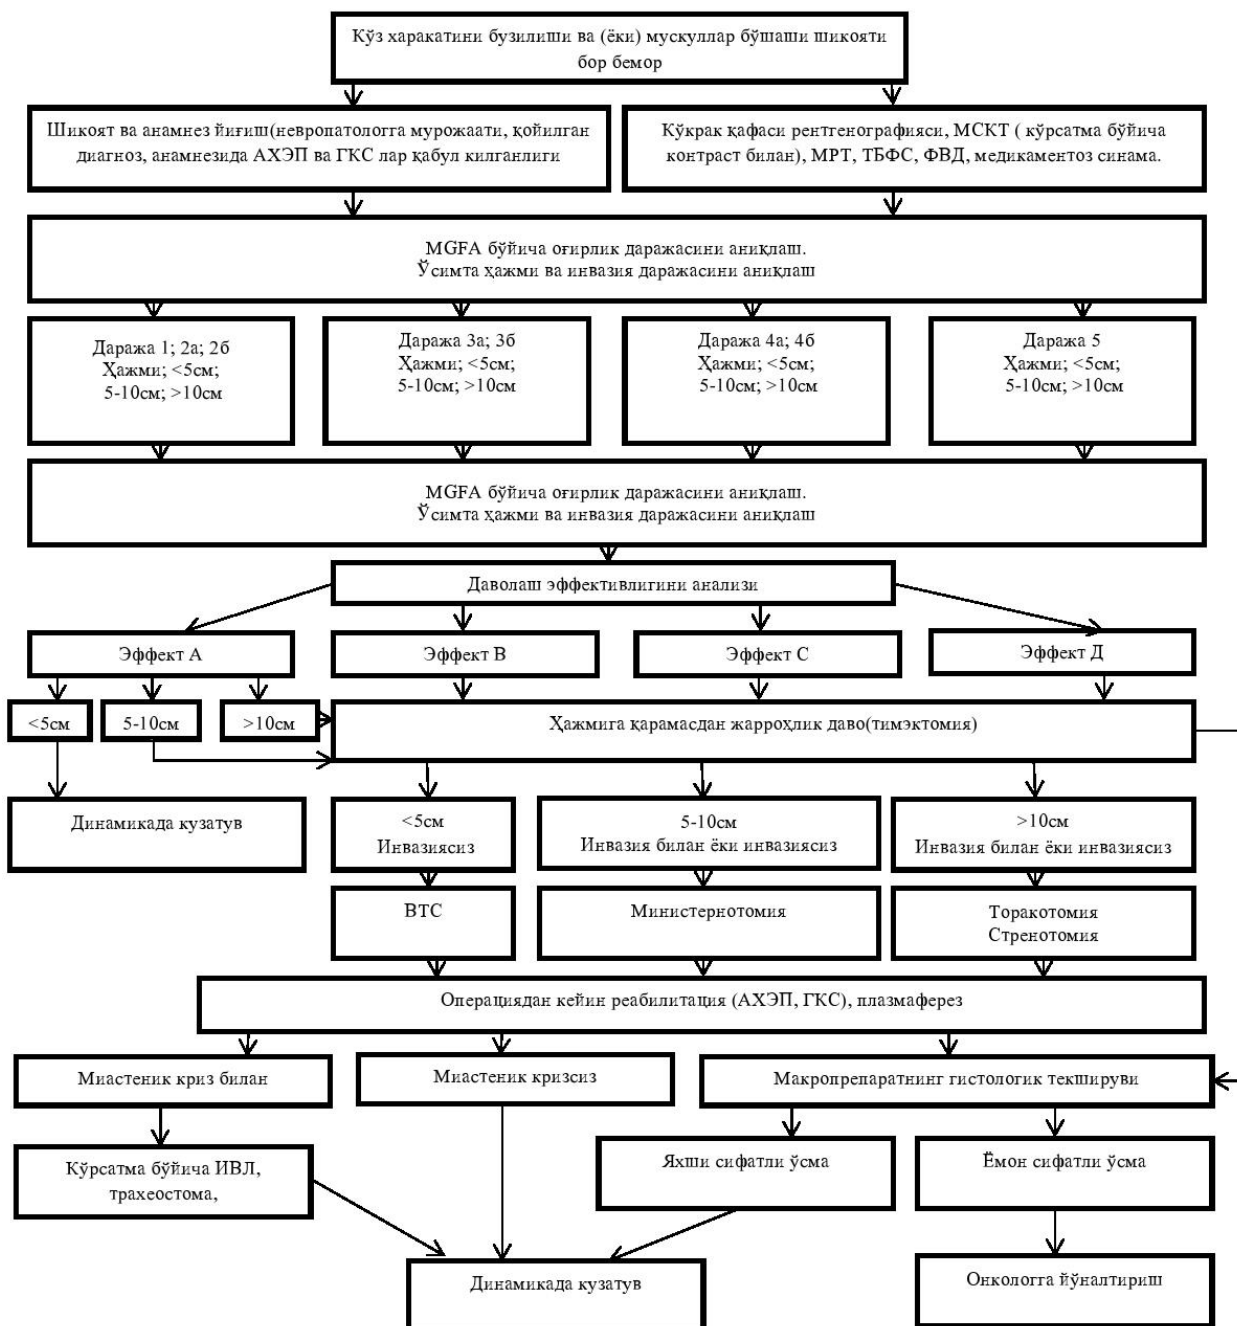 Кўз харакатини бузилиши ва (ёки) мускуллар бўшаши шикояти
бор бемор
Шикоят ва анамнез йиғиш(невропатологга мурожаати, қойилган
диагноз, анамнезида АХЭП ва ГКС лар қабул килганлиги
Кўкрак қафаси рентгенографияси, МСКТ ( кўрсатма бўйича
контраст билан), МРТ, ТБФС, ФВД, медикаментоз синама.
MGFA бўйича оғирлик даражасини аниқлаш.
Ўсимта ҳажми ва инвазия даражасини аниқлаш
Даража 1; 2а; 2б
Ҳажми; <5см;
5-10см; >10см
Даража 3а; 3б
Ҳажми; <5см;
5-10см; >10см
Даража 4а; 4б
Ҳажми; <5см;
5-10см; >10см
Даража 5
Ҳажми; <5см;
5-10см; >10см
MGFA бўйича оғирлик даражасини аниқлаш.
Ўсимта ҳажми ва инвазия даражасини аниқлаш
Даволаш эффективлигини анализи
Эффект А
Эффект В
Эффект С
Эффект Д
<5см
5-10см
>10см
Ҳажмига қарамасдан жарроҳлик даво(тимэктомия)
Динамикада кузатув
<5см
Инвазиясиз
5-10см
Инвазия билан ёки инвазиясиз
>10см
Инвазия билан ёки инвазиясиз
ВТС
Министернотомия
Торакотомия
Стренотомия
Операциядан кейин реабилитация (АХЭП, ГКС), плазмаферез
Миастеник криз билан
Миастеник кризсиз
Макропрепаратнинг гистологик текшируви
Кўрсатма бўйича ИВЛ,
трахеостома,
Яхши сифатли ўсма
Ёмон сифатли ўсма
Динамикада кузатув
Онкологга йўналтириш